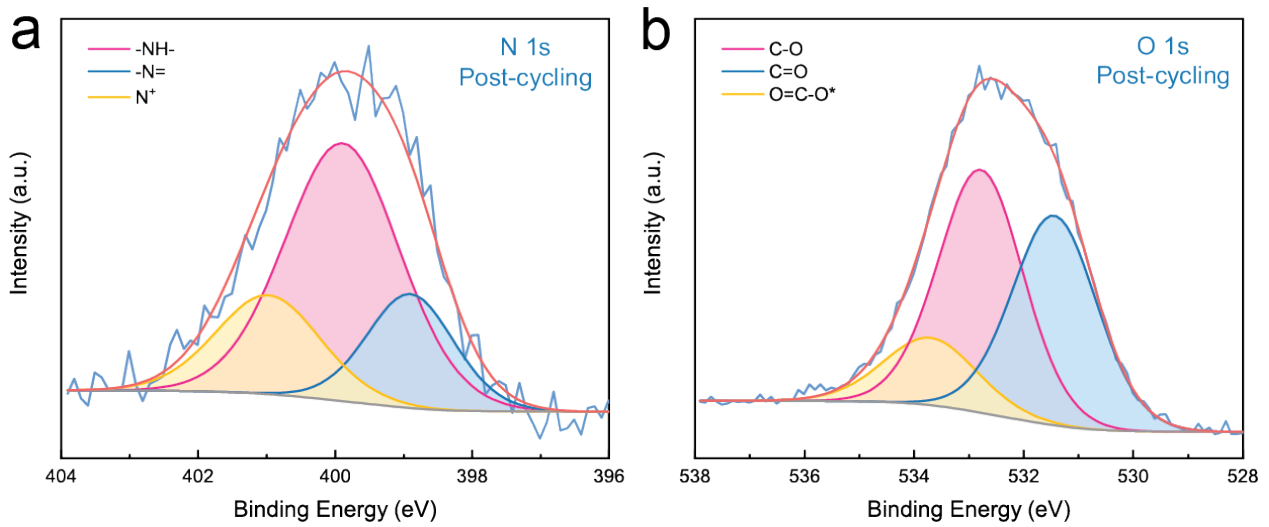 a
-NH-
-N=
N⁺
N 1s
Post-cycling
Intensity (a.u.)
404
402
400
398
396
Binding Energy (eV)
b
C-O
C=O
O=C-O*
O 1s
Post-cycling
Intensity (a.u.)
538
536
534
532
530
528
Binding Energy (eV)